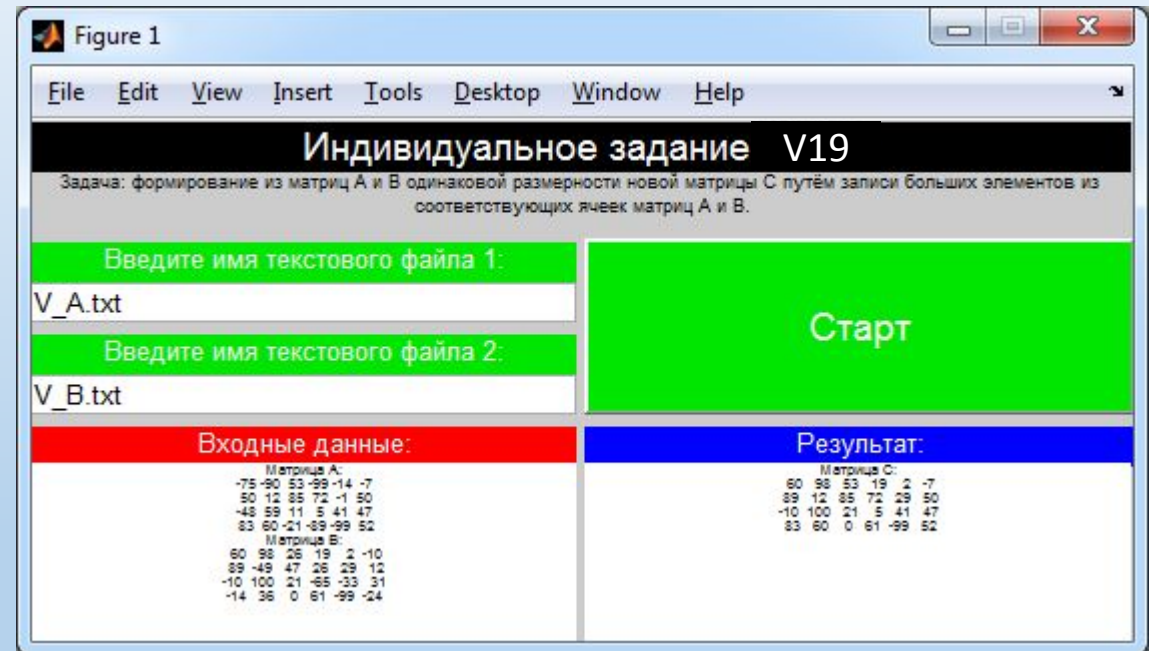 Figure 1
File Edit View Insert Tools Desktop Window Help
Индивидуальное задание V19
Задача: формирование из матриц А и В одинаковой размерности новой матрицы С путём записи больших элементов из
соответствующих ячеек матриц А и В.
Введите имя текстового файла 1:
V_A.txt
Введите имя текстового файла 2:
V_B.txt
Старт
Входные данные:
Матрица А:
-75 -90 53 -99 -14 -7
50 12 85 72 -1 50
-48 59 11 5 41 47
83 60 -21 -89 -99 52
Матрица В:
60 98 26 19 2 -10
89 -49 47 26 29 12
-10 100 21 -65 -33 31
-14 36 0 61 -99 -24
Результат:
Матрица С:
60 98 53 19 2 -7
89 12 85 72 29 50
-10 100 21 5 41 47
83 60 0 61 -99 52